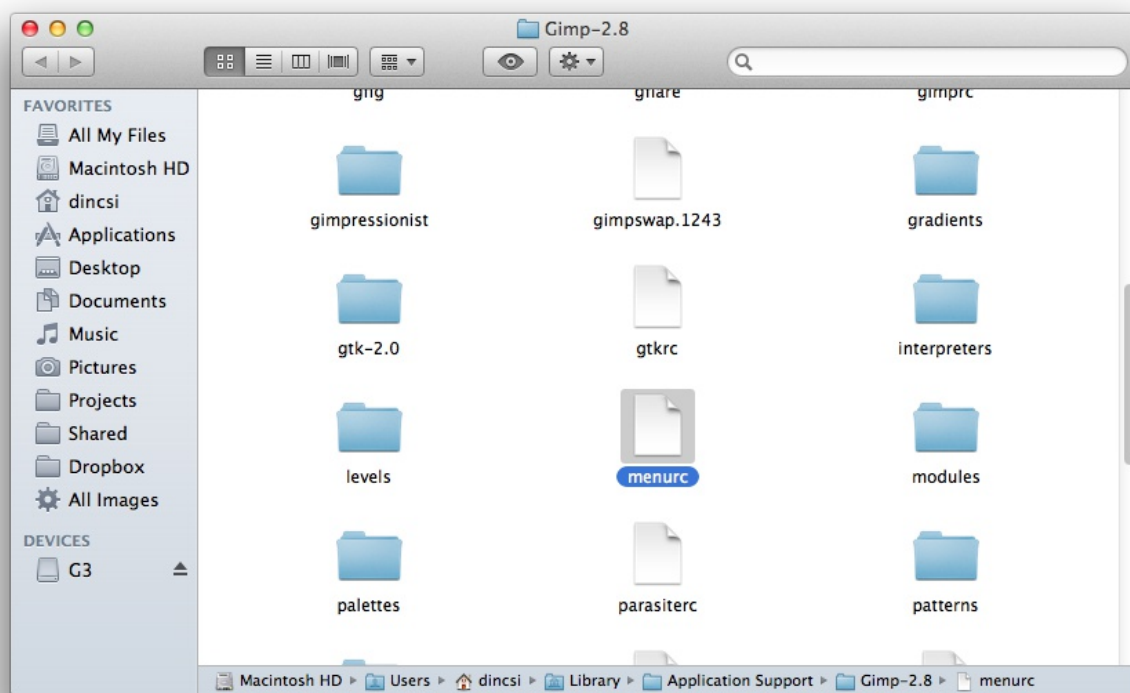 Gimp-2.8
FAVORITES
All My Files
Macintosh HD
dincsi
Applications
Desktop
Documents
Music
Pictures
Projects
Shared
Dropbox
All Images
DEVICES
G3
gfig gflare gimprc
gimpressionist gimpswap.1243 gradients
gtk-2.0 gtkrc interpreters
levels menurc modules
palettes parasiterc patterns
Macintosh HD ▸ Users ▸ dincsi ▸ Library ▸ Application Support ▸ Gimp-2.8 ▸ menurc